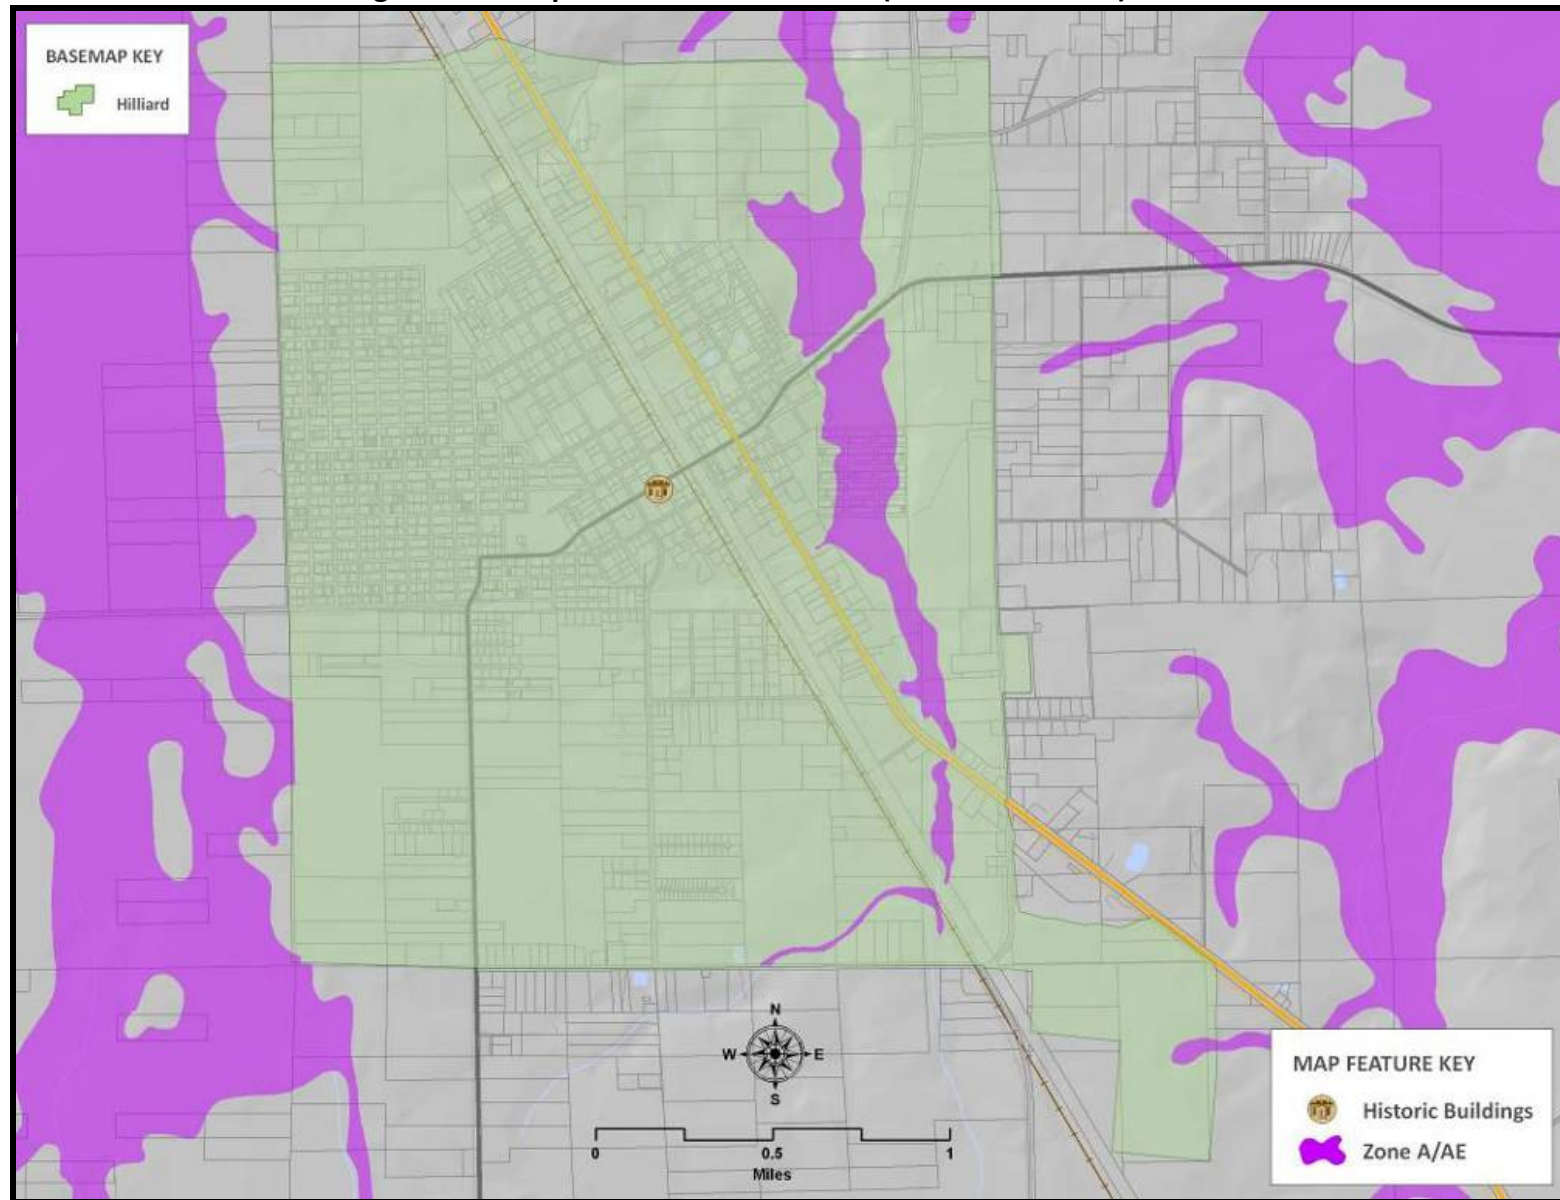 BASEMAP KEY
Hilliard
N
W E
S
0 0.5 1
Miles
MAP FEATURE KEY
Historic Buildings
Zone A/AE